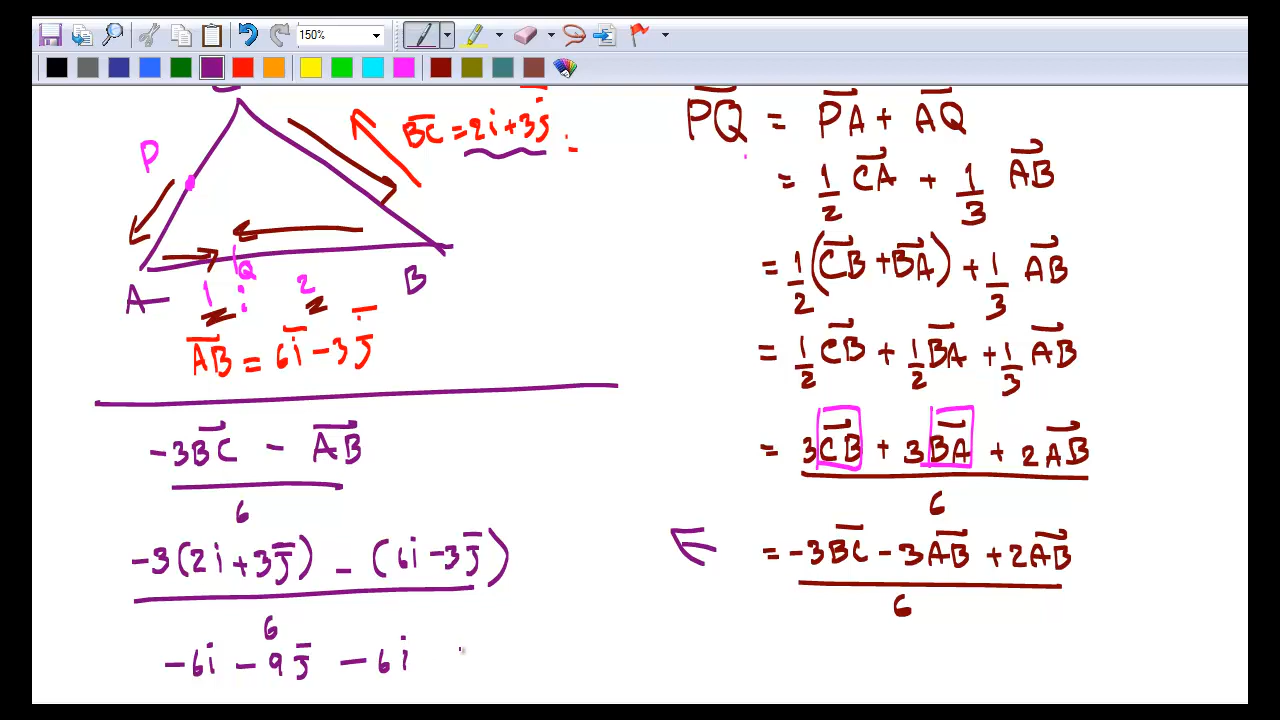 150%
BC = 2i + 3j
P
Q
A
B
1
2
AB = 6i - 3j
-3BC - AB
6
-3(2i + 3j) - (6i - 3j)
6
-6i - 9j - 6i
PQ = PA + AQ
= 1/2 CA + 1/3 AB
= 1/2 (CB + BA) + 1/3 AB
= 1/2 CB + 1/2 BA + 1/3 AB
= 3CB + 3BA + 2AB
6
= -3BC - 3AB + 2AB
6